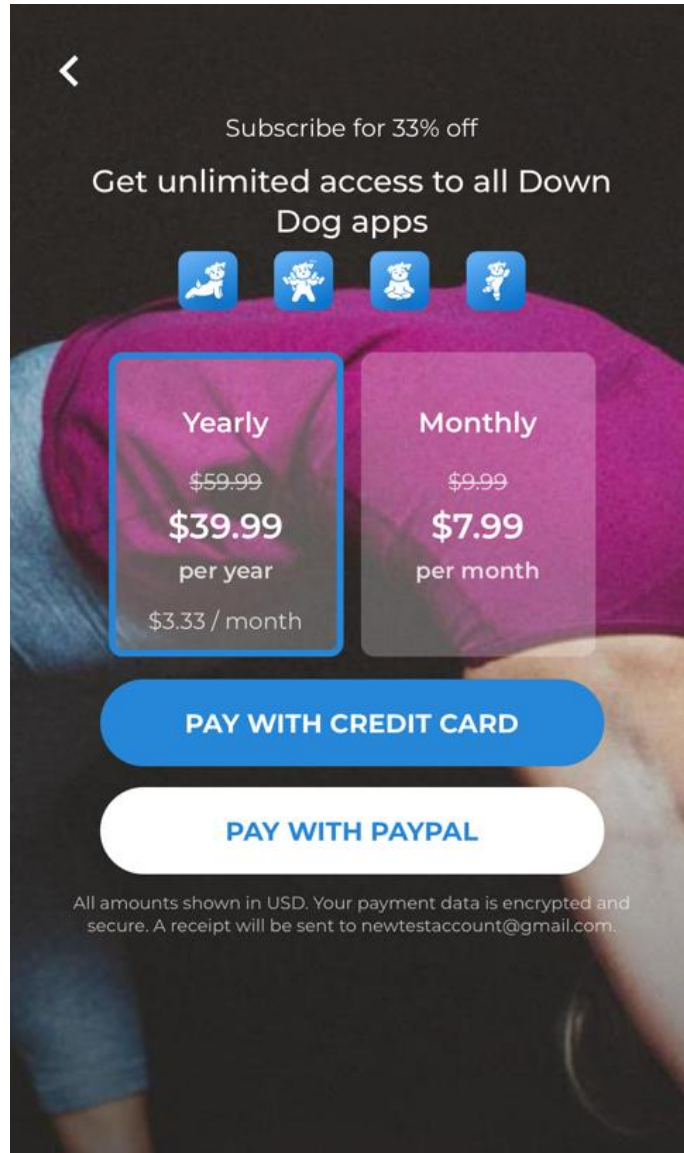 Subscribe for 33% off
Get unlimited access to all Down
Dog apps
Yearly
$59.99
$39.99
per year
$3.33 / month
Monthly
$9.99
$7.99
per month
PAY WITH CREDIT CARD
PAY WITH PAYPAL
All amounts shown in USD. Your payment data is encrypted and
secure. A receipt will be sent to newtestaccount@gmail.com.